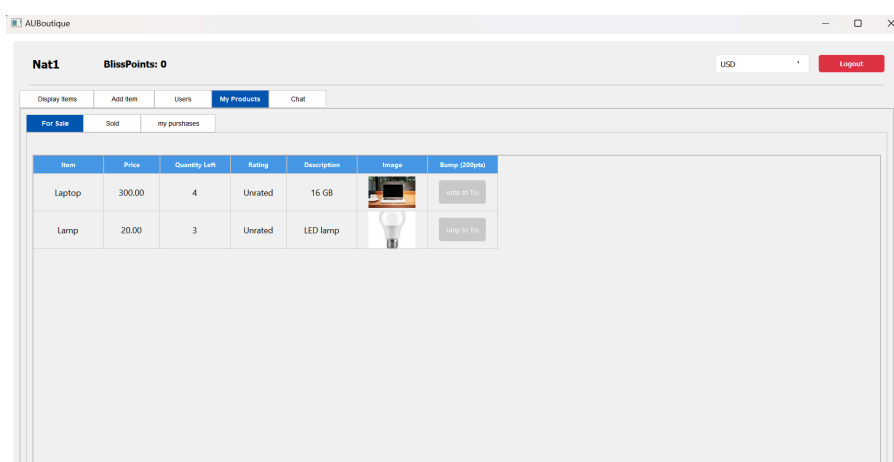 AUBoutique
Nat1 BlissPoints: 0 USD Logout
Display Items Add Item Users My Products Chat
For Sale Sold my purshases
Item Price Quantity Left Rating Description Image Bump (200pts)
Laptop 300.00 4 Unrated 16 GB ump to To
Lamp 20.00 3 Unrated LED lamp ump to To